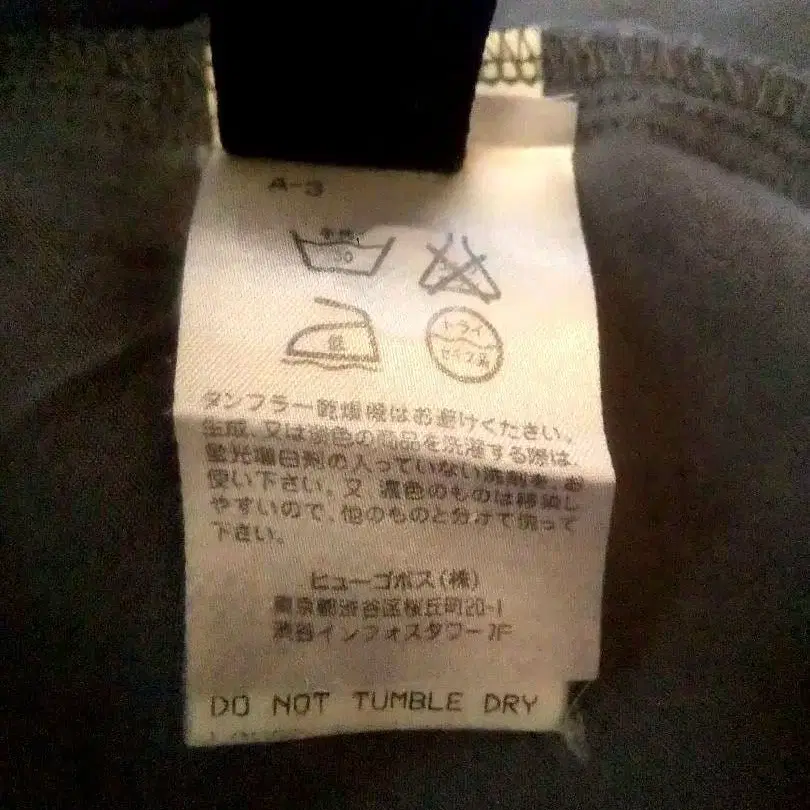 A-3
30
低
ドライ
セキユ系
タンブラー乾燥機はお避けください。
生成、又は淡色の商品を洗濯する際は、
蛍光増白剤の入っていない洗剤を、お
使い下さい。又、濃色のものは移染し
やすいので、他のものと分けて洗って
下さい。
ヒューゴボス(株)
東京都渋谷区桜丘町20-1
渋谷インフォスタワー7F
DO NOT TUMBLE DRY